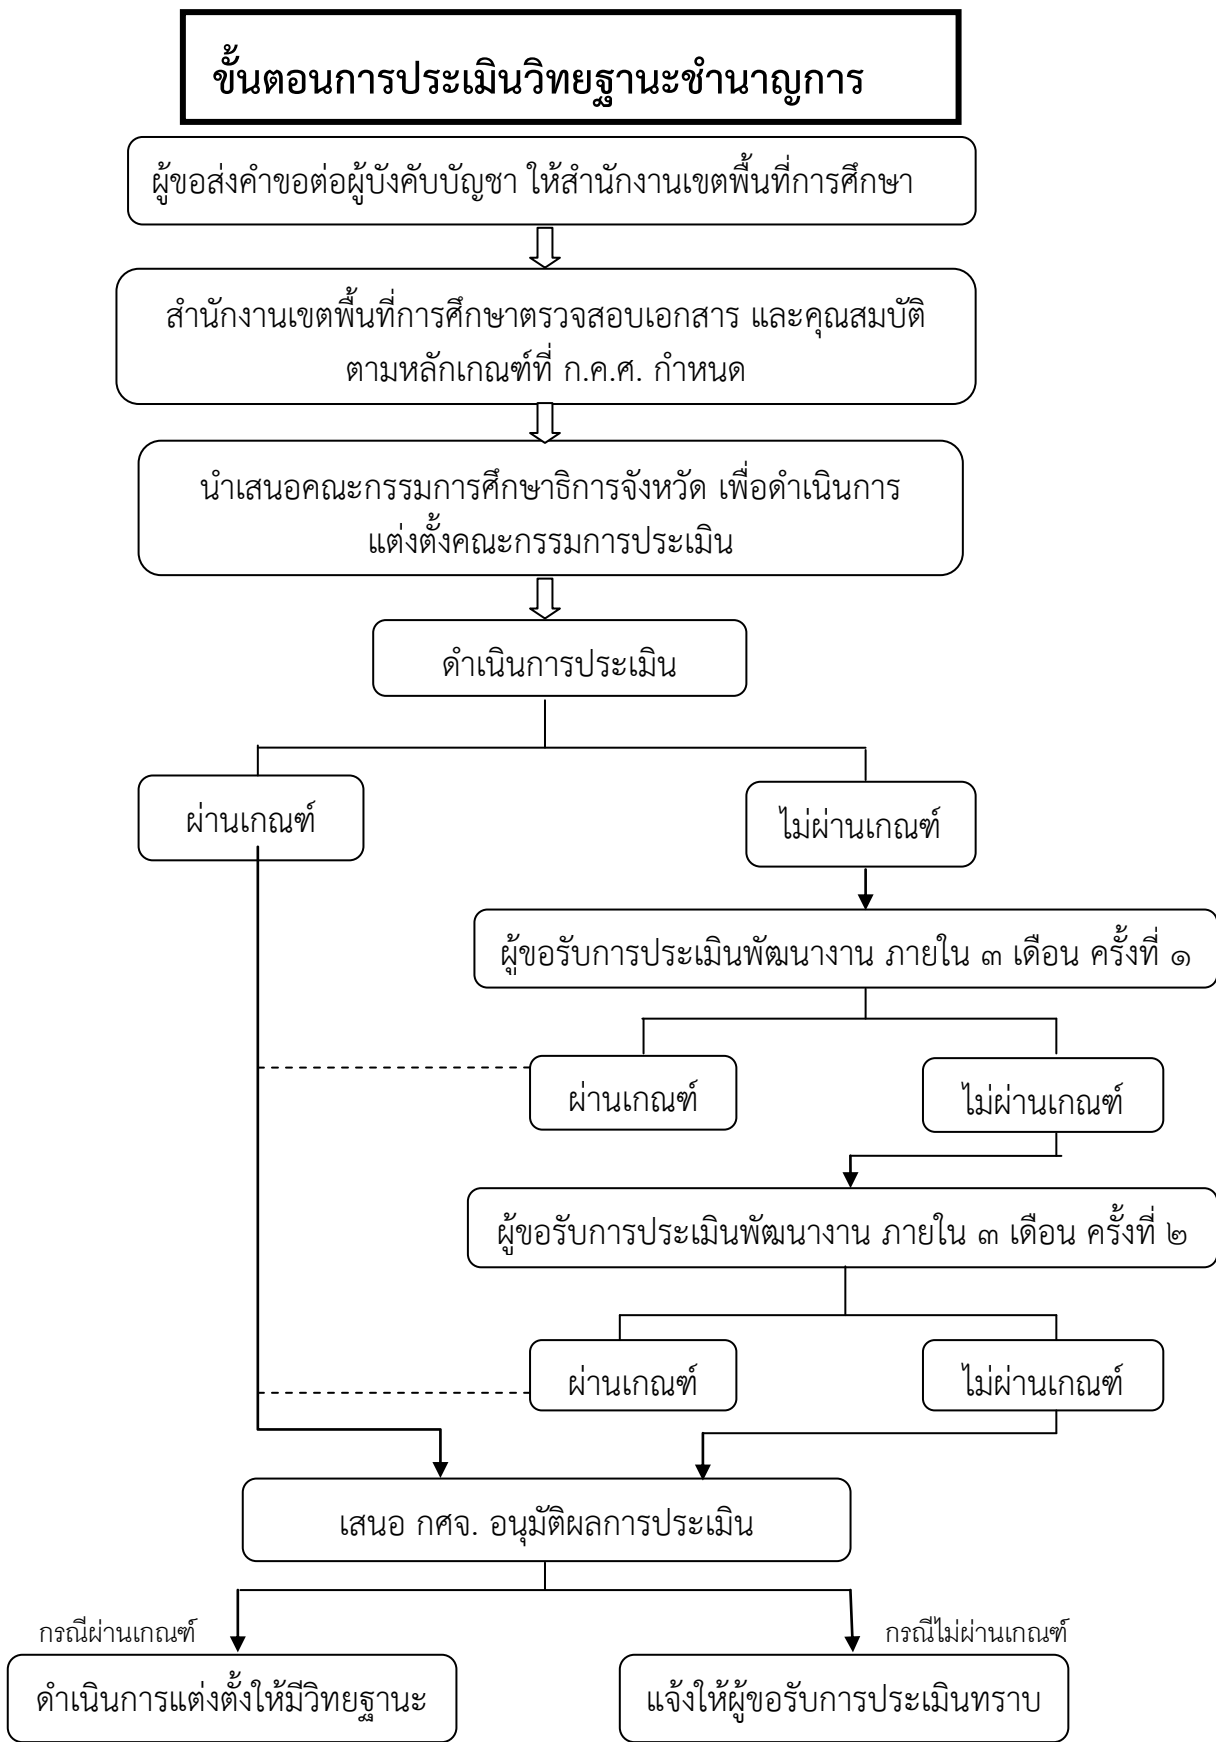 ขั้นตอนการประเมินวิทยฐานะชำนาญการ
ผู้ขอส่งคำขอต่อผู้บังคับบัญชา ให้สำนักงานเขตพื้นที่การศึกษา
สำนักงานเขตพื้นที่การศึกษาตรวจสอบเอกสาร และคุณสมบัติ
ตามหลักเกณฑ์ที่ ก.ค.ศ. กำหนด
นำเสนอคณะกรรมการศึกษาธิการจังหวัด เพื่อดำเนินการ
แต่งตั้งคณะกรรมการประเมิน
ดำเนินการประเมิน
ผ่านเกณฑ์
ไม่ผ่านเกณฑ์
ผู้ขอรับการประเมินพัฒนางาน ภายใน ๓ เดือน ครั้งที่ ๑
ผ่านเกณฑ์
ไม่ผ่านเกณฑ์
ผู้ขอรับการประเมินพัฒนางาน ภายใน ๓ เดือน ครั้งที่ ๒
ผ่านเกณฑ์
ไม่ผ่านเกณฑ์
เสนอ กศจ. อนุมัติผลการประเมิน
กรณีผ่านเกณฑ์
กรณีไม่ผ่านเกณฑ์
ดำเนินการแต่งตั้งให้มีวิทยฐานะ
แจ้งให้ผู้ขอรับการประเมินทราบ